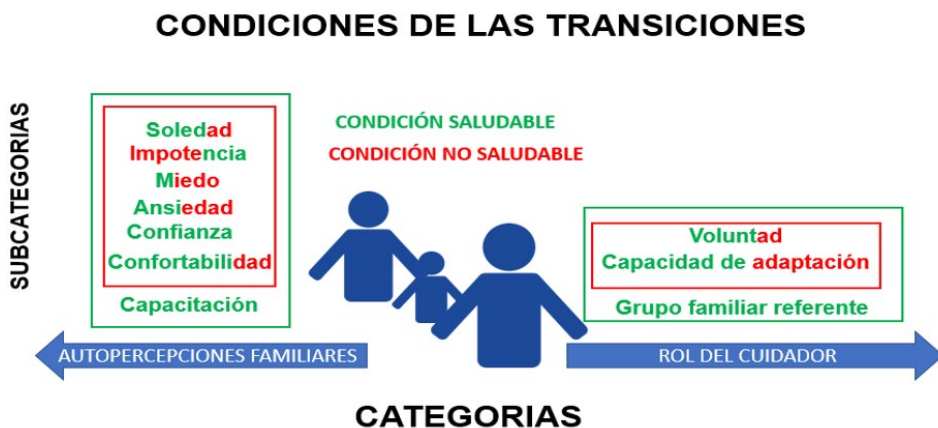 CONDICIONES DE LAS TRANSICIONES
SUBCATEGORIAS
Soledad
Impotencia
Miedo
Ansiedad
Confianza
Confortabilidad
Capacitación
CONDICIÓN SALUDABLE
CONDICIÓN NO SALUDABLE
Voluntad
Capacidad de adaptación
Grupo familiar referente
AUTOPERCEPCIONES FAMILIARES
ROL DEL CUIDADOR
CATEGORIAS